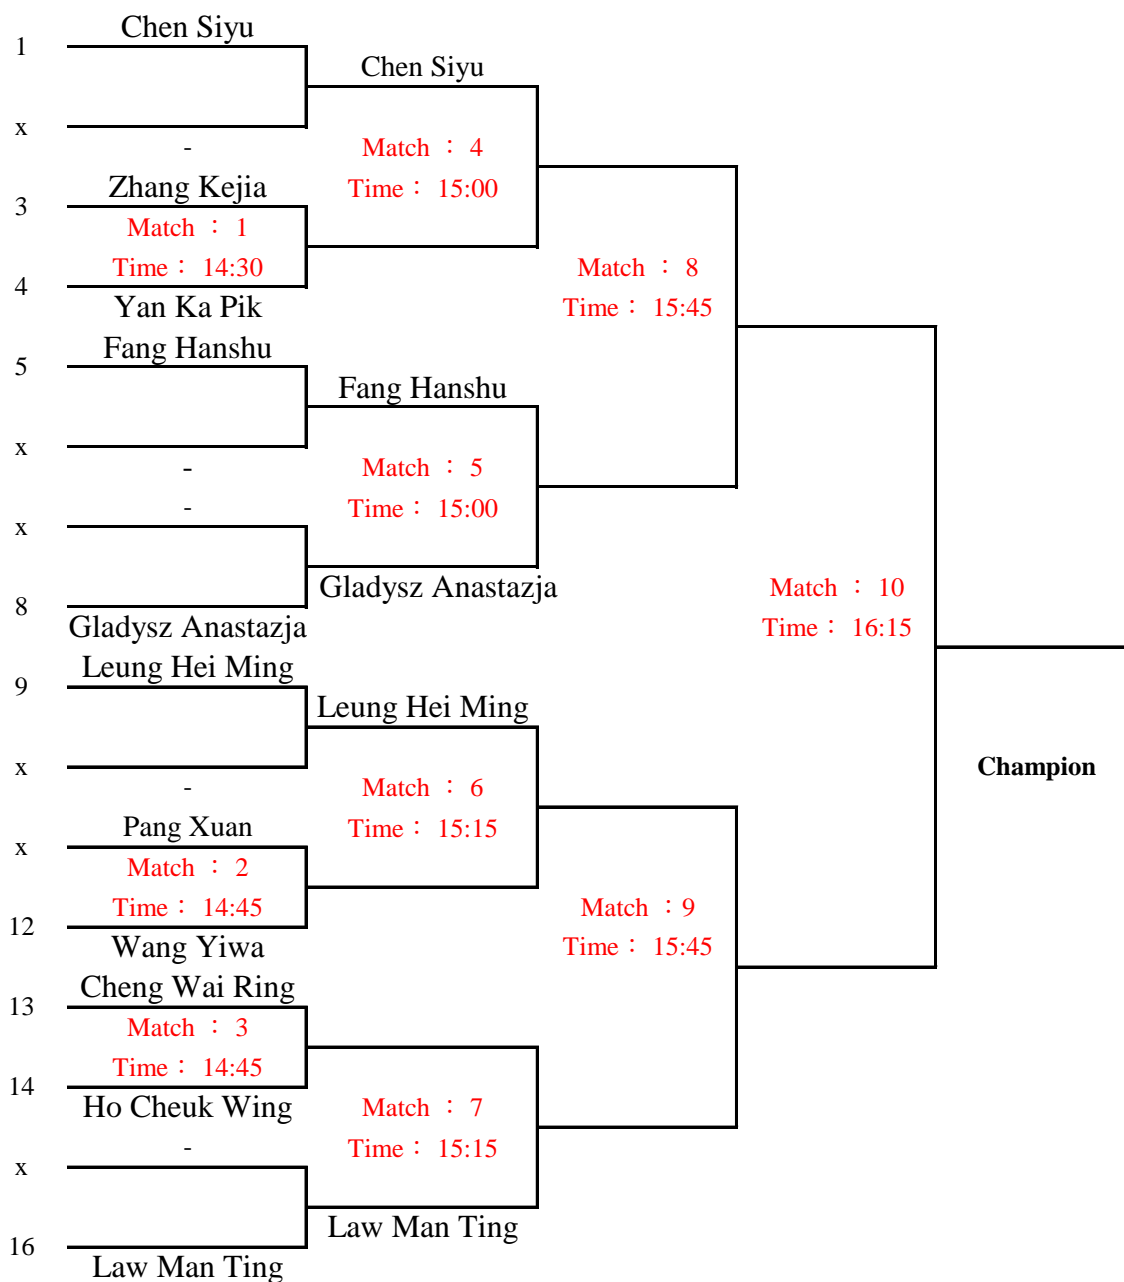 Chen Siyu
1
Chen Siyu
x
-
Match : 4
Time : 15:00
Zhang Kejia
3
Match : 1
Time : 14:30
4
Yan Ka Pik
Match : 8
Time : 15:45
Fang Hanshu
5
Fang Hanshu
x
-
Match : 5
Time : 15:00
-
x
Gladysz Anastazja
8
Gladysz Anastazja
Match : 10
Time : 16:15
Leung Hei Ming
9
Leung Hei Ming
x
-
Champion
Match : 6
Time : 15:15
Pang Xuan
x
Match : 2
Time : 14:45
12
Wang Yiwa
Match : 9
Time : 15:45
Cheng Wai Ring
13
Match : 3
Time : 14:45
14
Ho Cheuk Wing
Match : 7
Time : 15:15
-
x
Law Man Ting
16
Law Man Ting